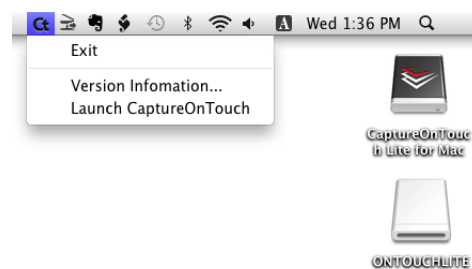 Ct A Wed 1:36 PM
Exit
Version Infomation...
Launch CaptureOnTouch
CaptureOnTouc
h Lite for Mac
ONTOUCHLITE